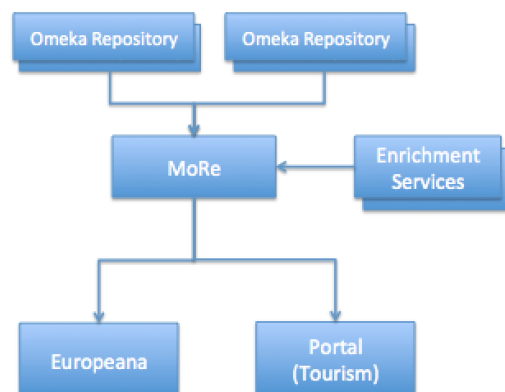 Omeka Repository
Omeka Repository
MoRe
Enrichment
Services
Europeana
Portal
(Tourism)